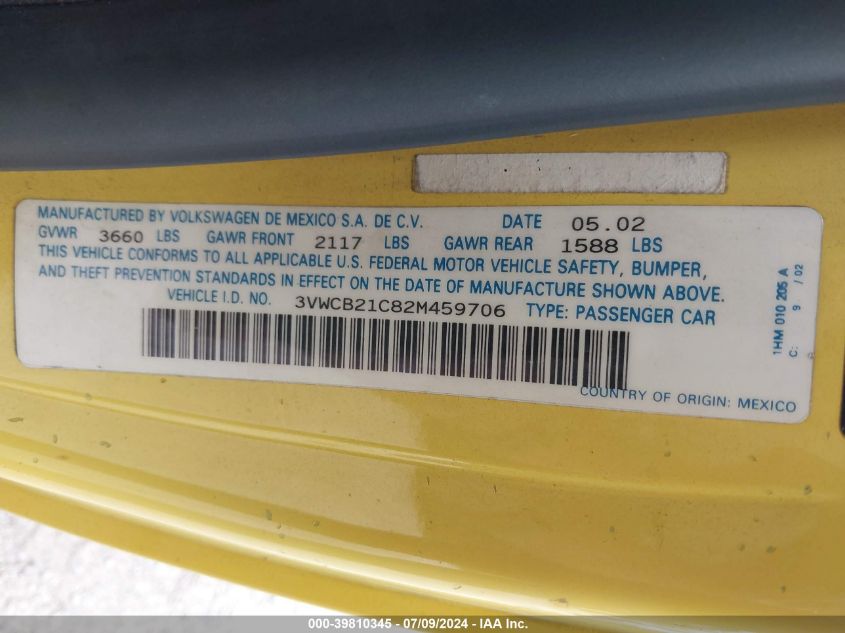 MANUFACTURED BY VOLKSWAGEN DE MEXICO S.A. DE C.V. DATE 05.02
GVWR 3660 LBS GAWR FRONT 2117 LBS GAWR REAR 1588 LBS
THIS VEHICLE CONFORMS TO ALL APPLICABLE U.S. FEDERAL MOTOR VEHICLE SAFETY, BUMPER,
AND THEFT PREVENTION STANDARDS IN EFFECT ON THE DATE OF MANUFACTURE SHOWN ABOVE.
VEHICLE I.D. NO. 3VWCB21C82M459706 TYPE: PASSENGER CAR
COUNTRY OF ORIGIN: MEXICO
1HM 010 205 A
C: 9 / 02
000-39810345 - 07/09/2024 - IAA Inc.